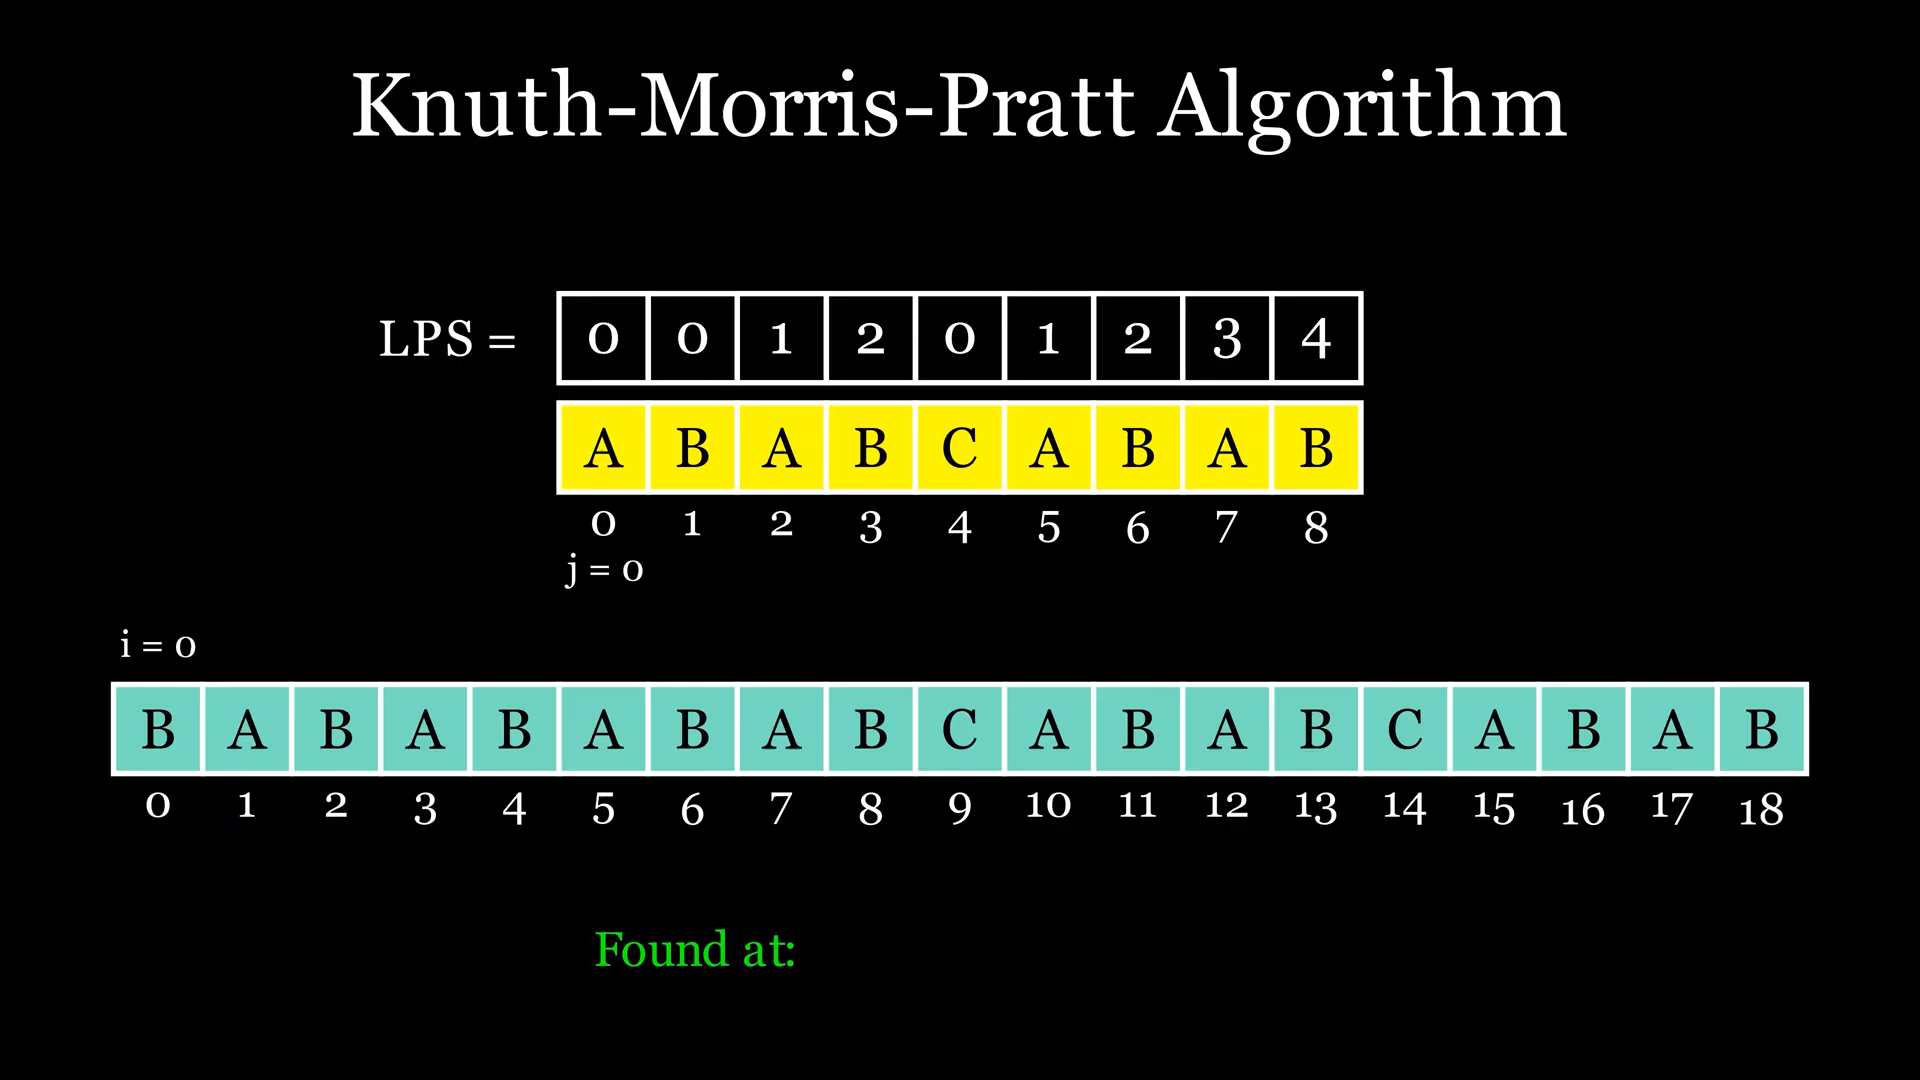 Knuth-Morris-Pratt Algorithm
LPS = 0 0 1 2 0 1 2 3 4
A B A B C A B A B
0 1 2 3 4 5 6 7 8
j = 0
i = 0
B A B A B A B A B C A B A B C A B A B
0 1 2 3 4 5 6 7 8 9 10 11 12 13 14 15 16 17 18
Found at: